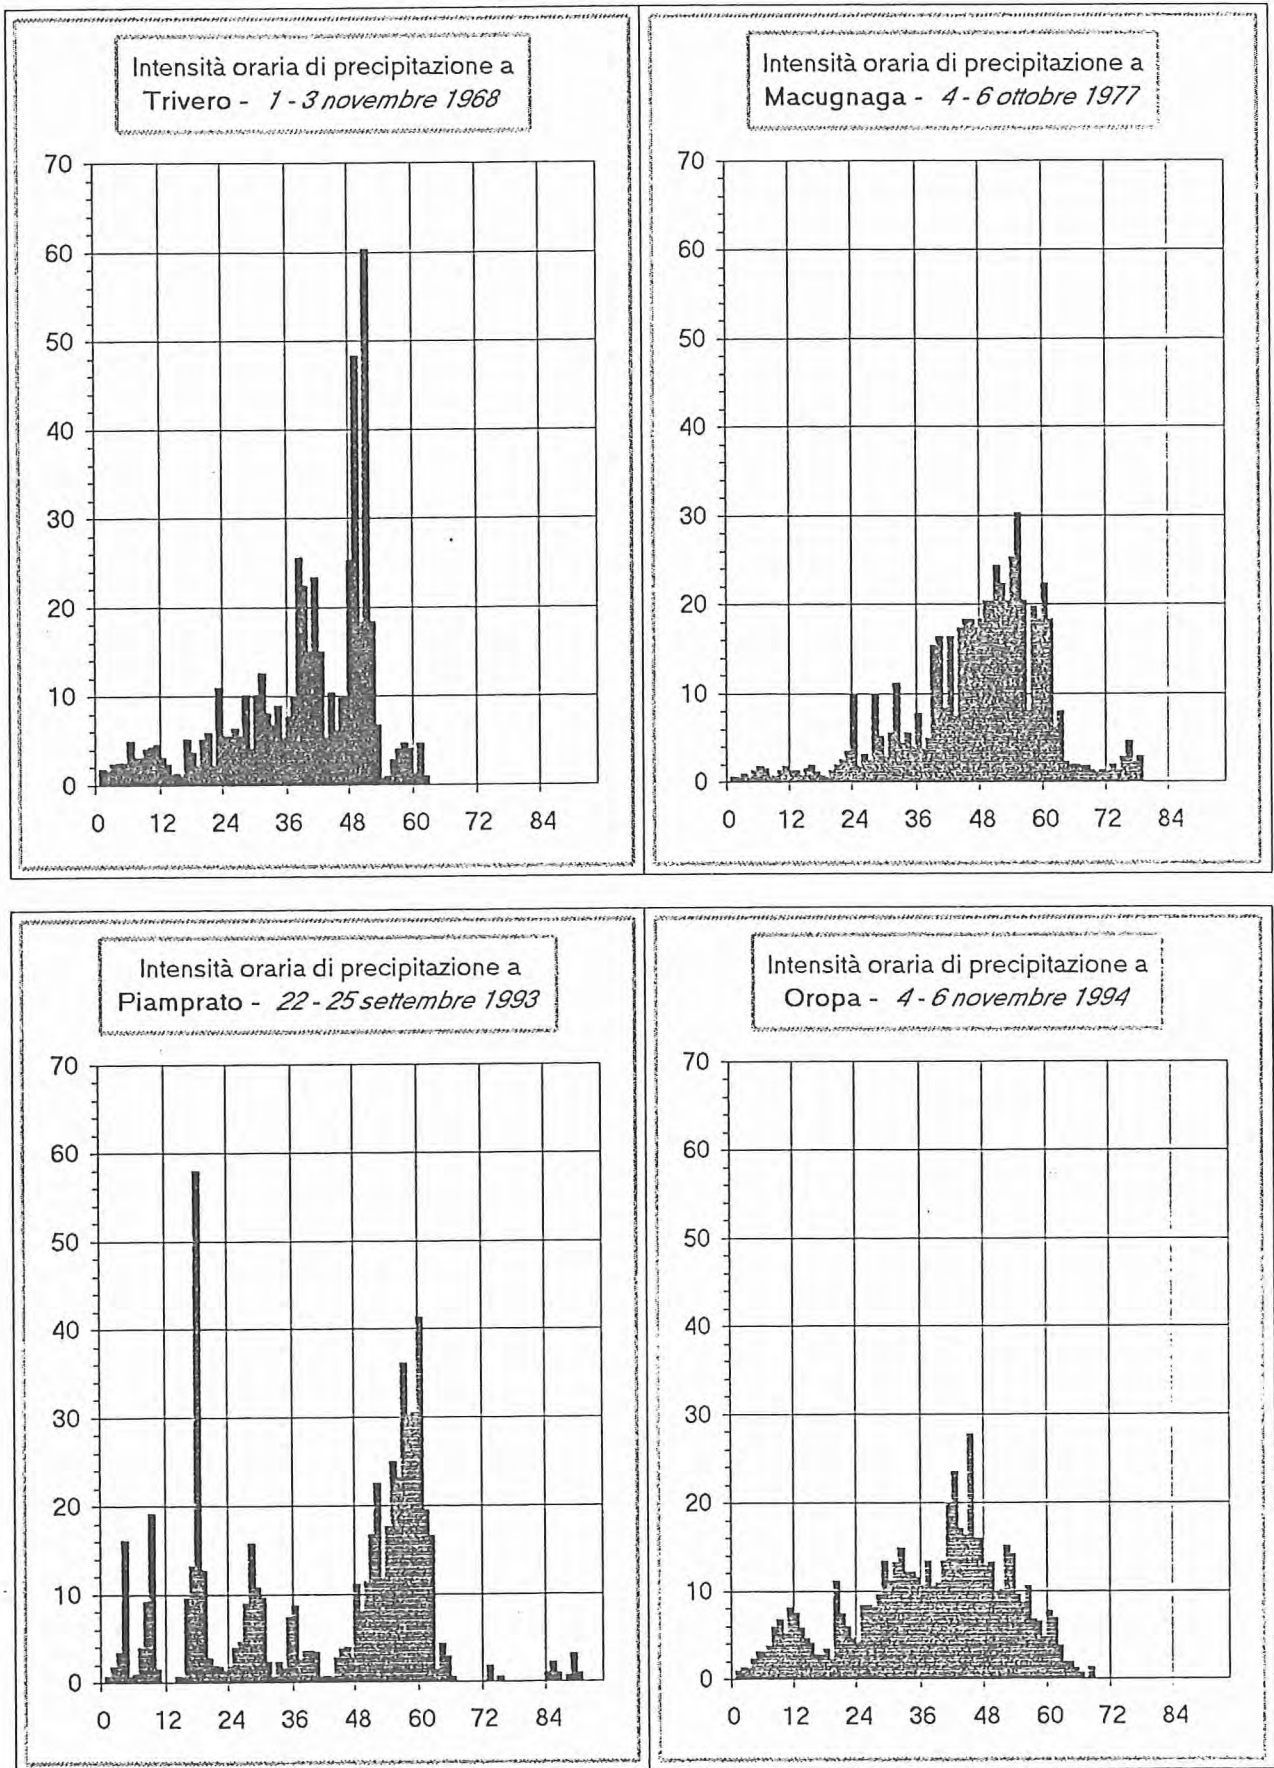 Intensità oraria di precipitazione a
Trivero - 1 - 3 novembre 1968
70
60
50
40
30
20
10
0
0 12 24 36 48 60 72 84
Intensità oraria di precipitazione a
Macugnaga - 4 - 6 ottobre 1977
70
60
50
40
30
20
10
0
0 12 24 36 48 60 72 84
Intensità oraria di precipitazione a
Piamprato - 22 - 25 settembre 1993
70
60
50
40
30
20
10
0
0 12 24 36 48 60 72 84
Intensità oraria di precipitazione a
Oropa - 4 - 6 novembre 1994
70
60
50
40
30
20
10
0
0 12 24 36 48 60 72 84